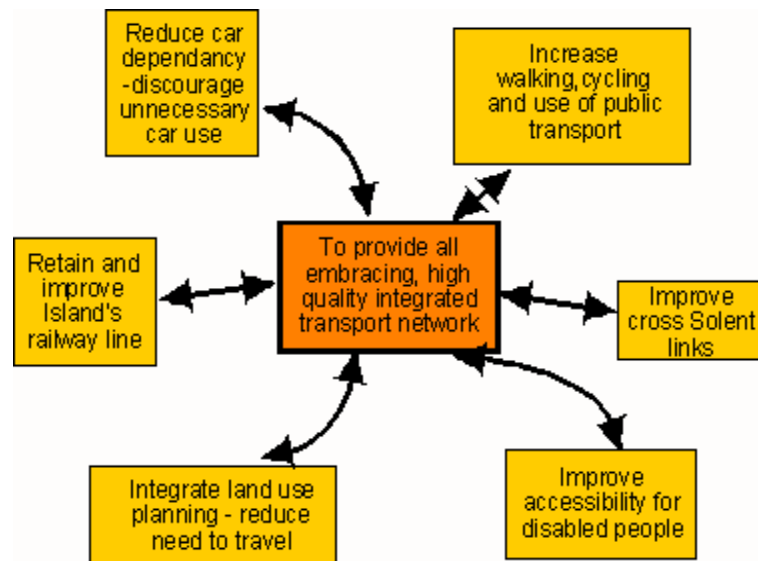 Reduce car
dependancy
-discourage
unnecessary
car use
Increase
walking,cycling
and use of public
transport
To provide all
embracing, high
quality integrated
transport network
Retain and
improve
Island's
railway line
Improve
cross Solent
links
Integrate land use
planning - reduce
need to travel
Improve
accessibility for
disabled people